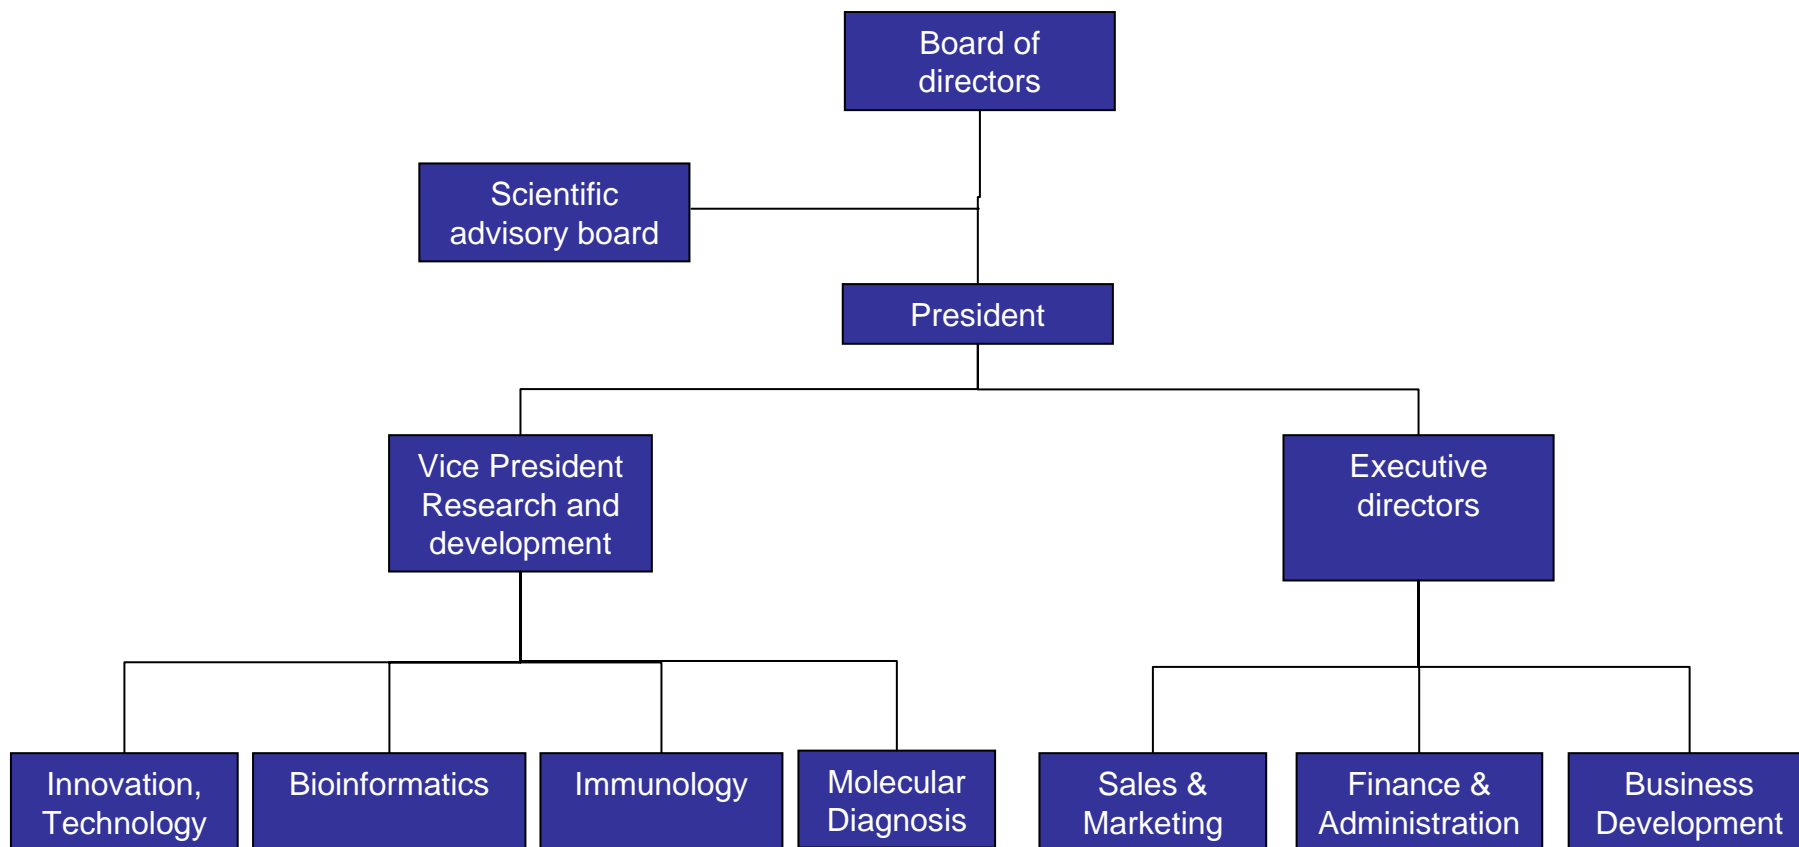 Board of
directors
Scientific
advisory board
President
Vice President
Research and
development
Executive
directors
Innovation,
Technology
Bioinformatics
Immunology
Molecular
Diagnosis
Sales &
Marketing
Finance &
Administration
Business
Development